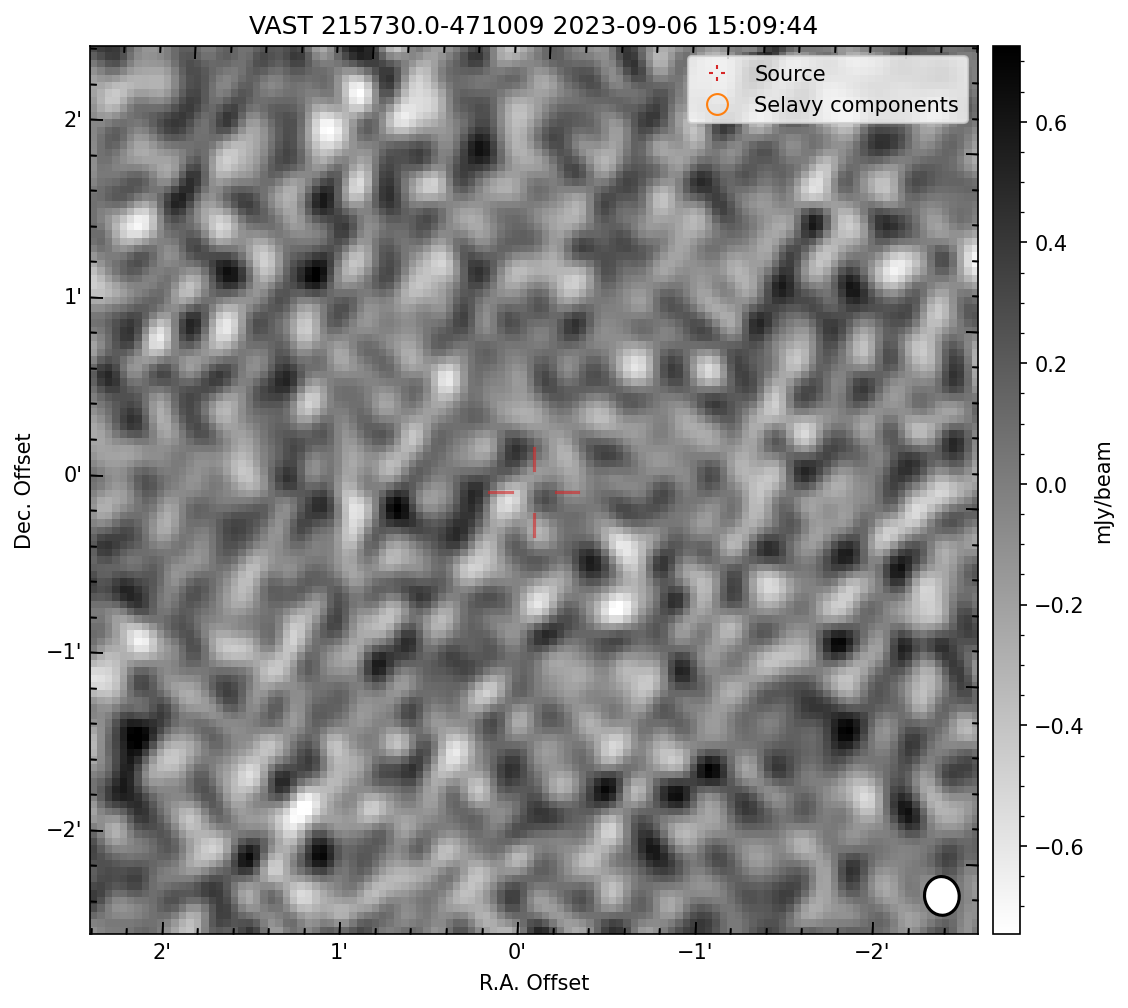 VAST 215730.0-471009 2023-09-06 15:09:44
Source
Selavy components
2'
1'
0'
−1'
−2'
2'
1'
0'
−1'
−2'
R.A. Offset
Dec. Offset
0.6
0.4
0.2
0.0
−0.2
−0.4
−0.6
mJy/beam